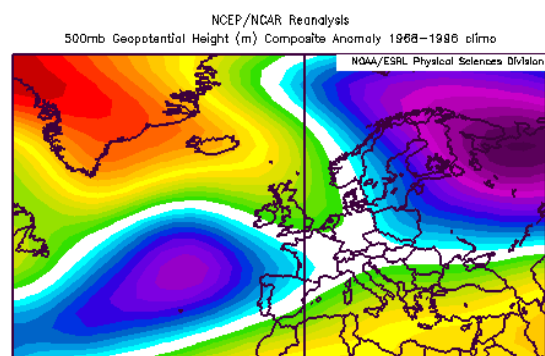 NCEP/NCAR Reanalysis
500mb Geopotential Height (m) Composite Anomaly 1968-1996 climo
NOAA/ESRL Physical Sciences Division